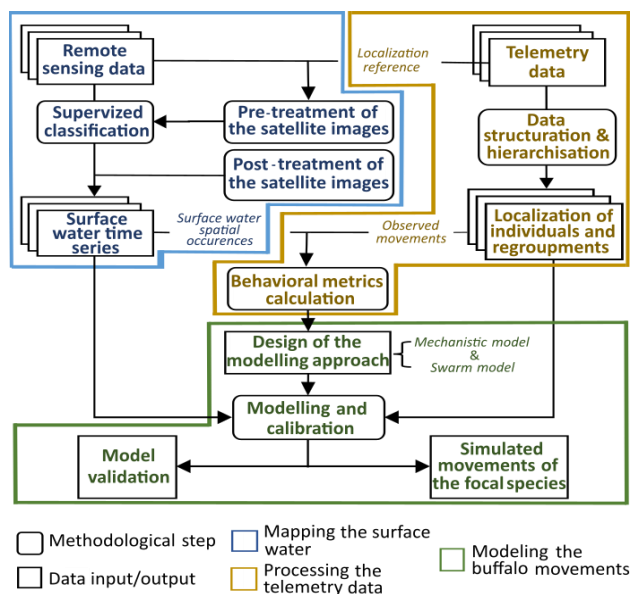 Remote
sensing data
Localization
reference
Telemetry
data
Supervized
classification
Pre-treatment of
the satellite images
Data
structuration &
hierarchisation
Post-treatment of
the satellite images
Surface
water time
series
Surface water
spatial
occurences
Observed
movements
Localization of
individuals and
regroupments
Behavioral metrics
calculation
Design of the
modelling approach
Mechanistic model
&
Swarm model
Modelling and
calibration
Model
validation
Simulated
movements of
the focal species
Methodological step
Data input/output
Mapping the surface
water
Processing the
telemetry data
Modeling the
buffalo movements